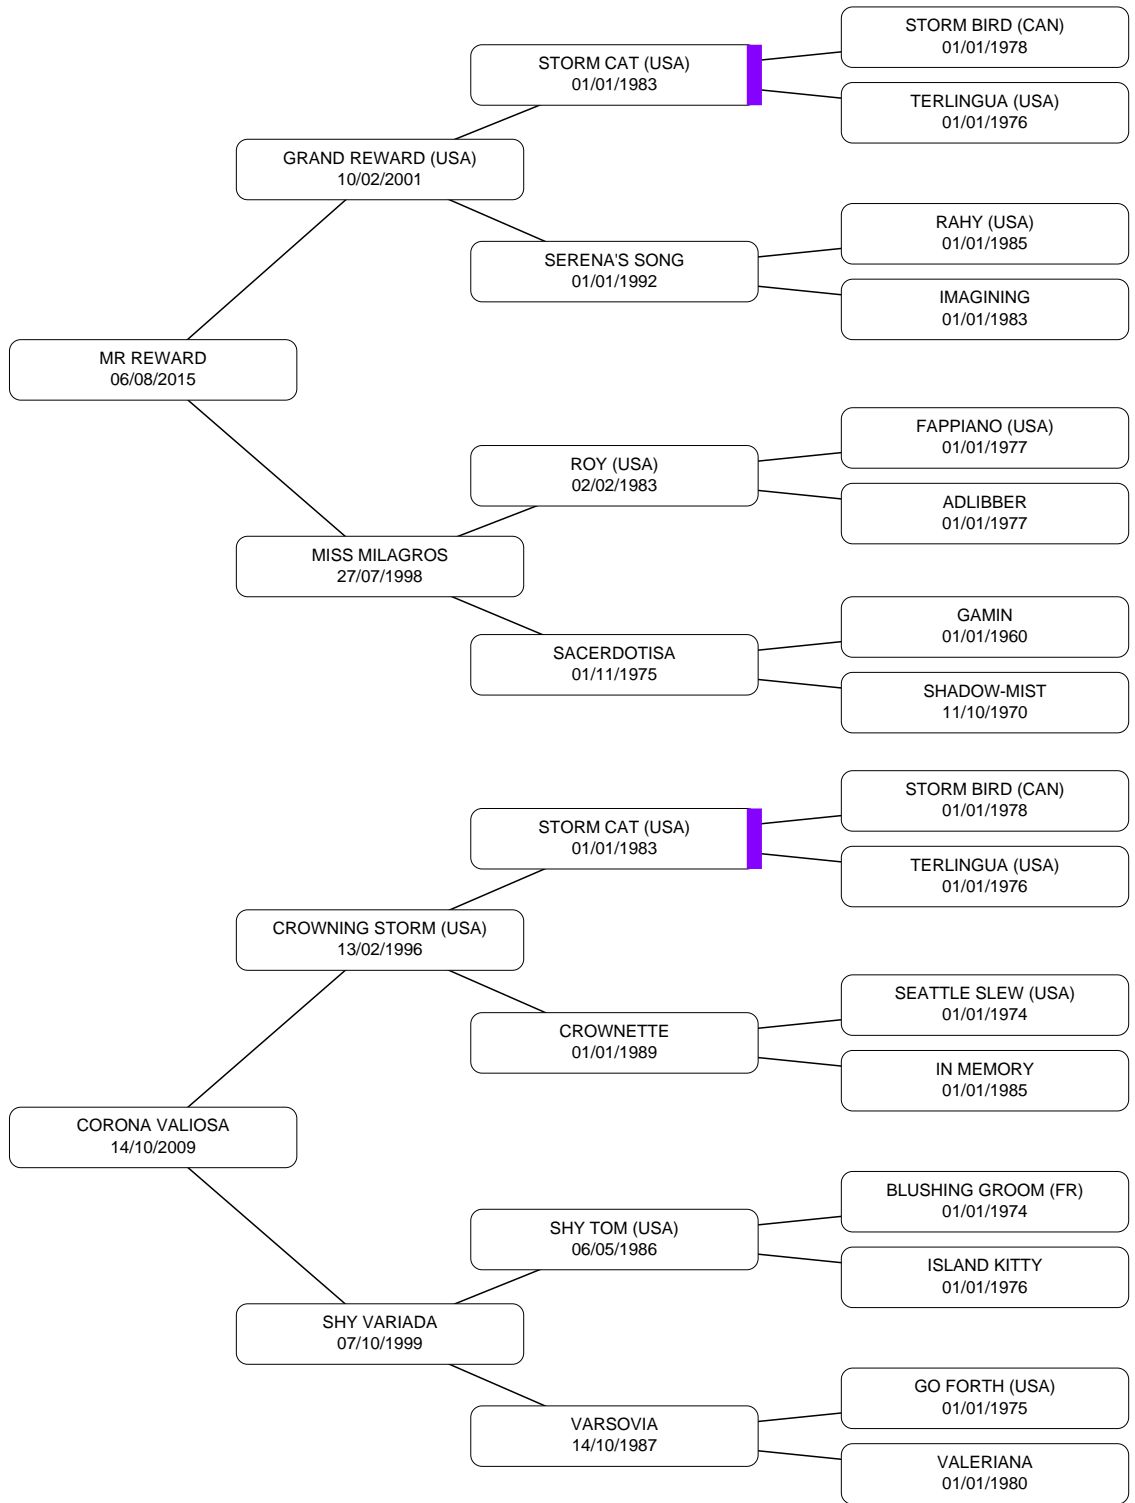 STORM BIRD (CAN)
01/01/1978
STORM CAT (USA)
01/01/1983
TERLINGUA (USA)
01/01/1976
GRAND REWARD (USA)
10/02/2001
RAHY (USA)
01/01/1985
SERENA'S SONG
01/01/1992
IMAGINING
01/01/1983
MR REWARD
06/08/2015
FAPPIANO (USA)
01/01/1977
ROY (USA)
02/02/1983
ADLIBBER
01/01/1977
MISS MILAGROS
27/07/1998
GAMIN
01/01/1960
SACERDOTISA
01/11/1975
SHADOW-MIST
11/10/1970
STORM BIRD (CAN)
01/01/1978
STORM CAT (USA)
01/01/1983
TERLINGUA (USA)
01/01/1976
CROWNING STORM (USA)
13/02/1996
SEATTLE SLEW (USA)
01/01/1974
CROWNETTE
01/01/1989
IN MEMORY
01/01/1985
CORONA VALIOSA
14/10/2009
BLUSHING GROOM (FR)
01/01/1974
SHY TOM (USA)
06/05/1986
ISLAND KITTY
01/01/1976
SHY VARIADA
07/10/1999
GO FORTH (USA)
01/01/1975
VARSOVIA
14/10/1987
VALERIANA
01/01/1980